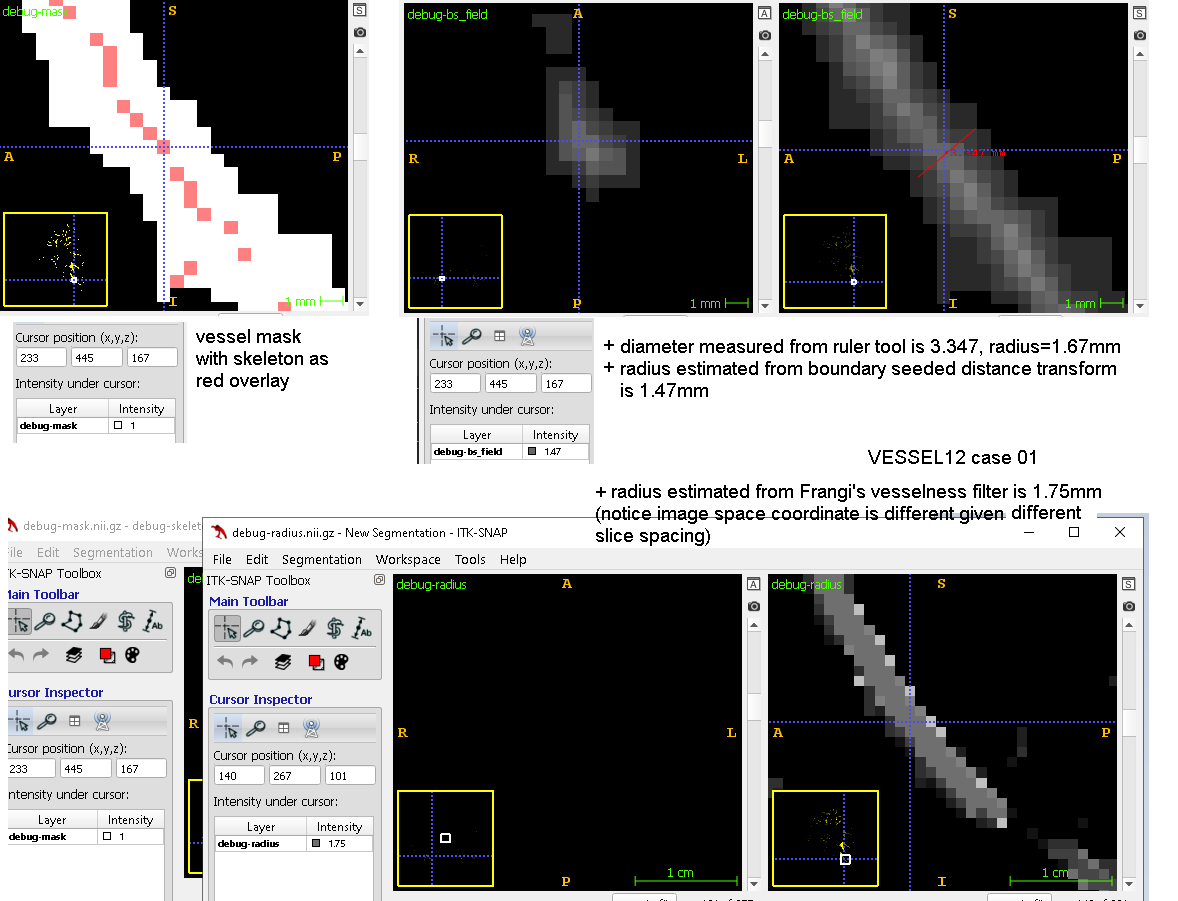 debug-mask
S
A
P
I
1 mm
debug-bs_field
A
R
L
P
1 mm
A
debug-bs_field
S
A
P
I
1 mm
S
Cursor position (x,y,z):
233 445 167
Intensity under cursor:
Layer Intensity
debug-mask 1
vessel mask
with skeleton as
red overlay
Cursor position (x,y,z):
233 445 167
Intensity under cursor:
Layer Intensity
debug-bs_field 1.47
+ diameter measured from ruler tool is 3.347, radius=1.67mm
+ radius estimated from boundary seeded distance transform
is 1.47mm
VESSEL12 case 01
+ radius estimated from Frangi's vesselness filter is 1.75mm
(notice image space coordinate is different given different
slice spacing)
debug-mask.nii.gz - debug-skelet
File Edit Segmentation Works
ITK-SNAP Toolbox
Main Toolbar
Cursor Inspector
Cursor position (x,y,z):
233 445 167
Intensity under cursor:
Layer Intensity
debug-mask 1
de
R
debug-radius.nii.gz - New Segmentation - ITK-SNAP
File Edit Segmentation Workspace Tools Help
ITK-SNAP Toolbox
Main Toolbar
Cursor Inspector
Cursor position (x,y,z):
140 267 101
Intensity under cursor:
Layer Intensity
debug-radius 1.75
debug-radius
A
R
L
P
1 cm
A
debug-radius
S
A
P
I
1 cm
S